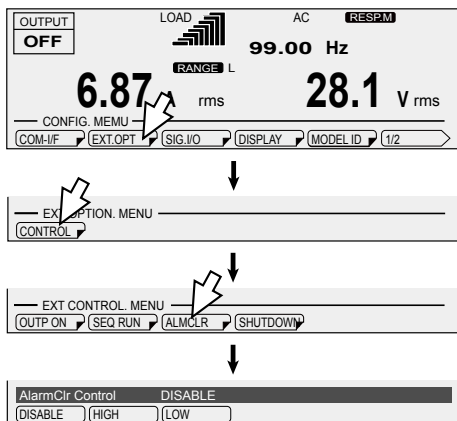 OUTPUT LOAD AC RESP.M
OFF
99.00 Hz
RANGE L
6.87 rms 28.1 V rms
CONFIG. MEMU
COM-I/F EXT.OPT SIG.I/O DISPLAY MODEL ID 1/2
EXT OPTION. MENU
CONTROL
EXT CONTROL. MENU
OUTP ON SEQ RUN ALMCLR SHUTDOWN
AlarmClr Control DISABLE
DISABLE HIGH LOW